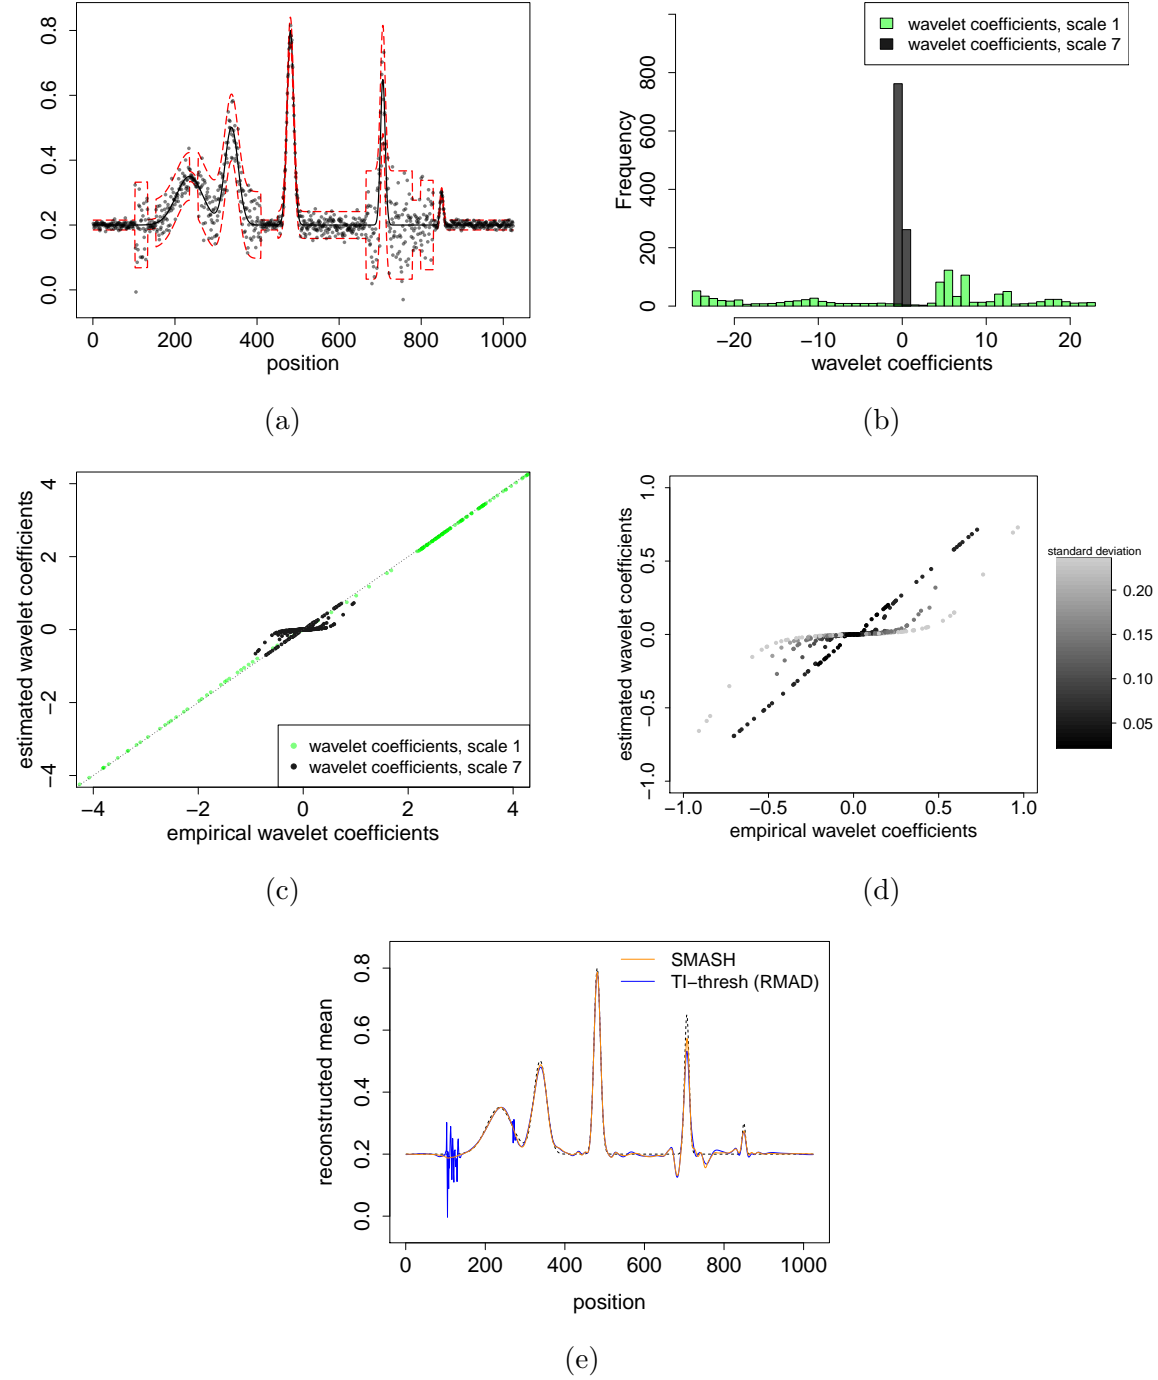 0.0 0.2 0.4 0.6 0.8
0 200 400 600 800 1000
position
(a)
wavelet coefficients, scale 1
wavelet coefficients, scale 7
Frequency
0 200 400 600 800
−20 −10 0 10 20
wavelet coefficients
(b)
estimated wavelet coefficients
−4 −2 0 2 4
wavelet coefficients, scale 1
wavelet coefficients, scale 7
−4 −2 0 2 4
empirical wavelet coefficients
(c)
estimated wavelet coefficients
−1.0 −0.5 0.0 0.5 1.0
−1.0 −0.5 0.0 0.5 1.0
empirical wavelet coefficients
standard deviation
0.20
0.15
0.10
0.05
(d)
reconstructed mean
0.0 0.2 0.4 0.6 0.8
SMASH
TI−thresh (RMAD)
0 200 400 600 800 1000
position
(e)